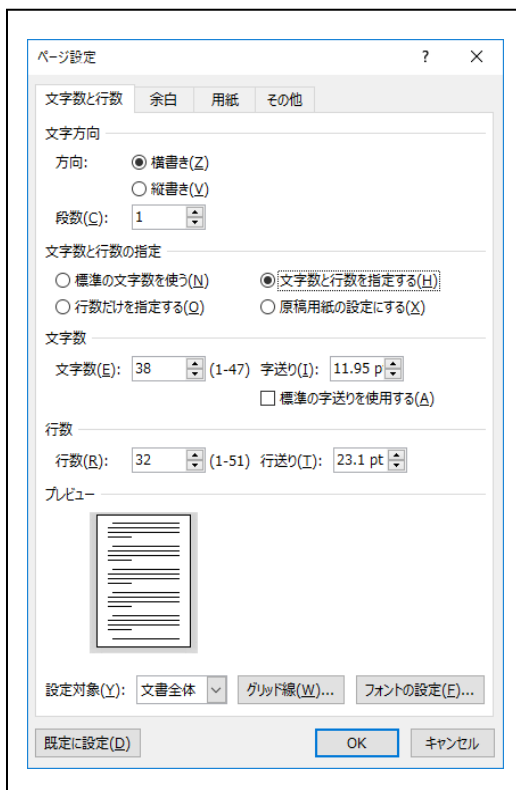 ページ設定 ?
文字数と行数 余白 用紙 その他
文字方向
方向: 横書き(Z)
縦書き(V)
段数(C): 1
文字数と行数の指定
標準の文字数を使う(N) 文字数と行数を指定する(H)
行数だけを指定する(O) 原稿用紙の設定にする(X)
文字数
文字数(E): 38 (1-47) 字送り(I): 11.95 p
標準の字送りを使用する(A)
行数
行数(R): 32 (1-51) 行送り(T): 23.1 pt
プレビュー
設定対象(Y): 文書全体 グリッド線(W)... フォントの設定(F)...
既定に設定(D) OK キャンセル